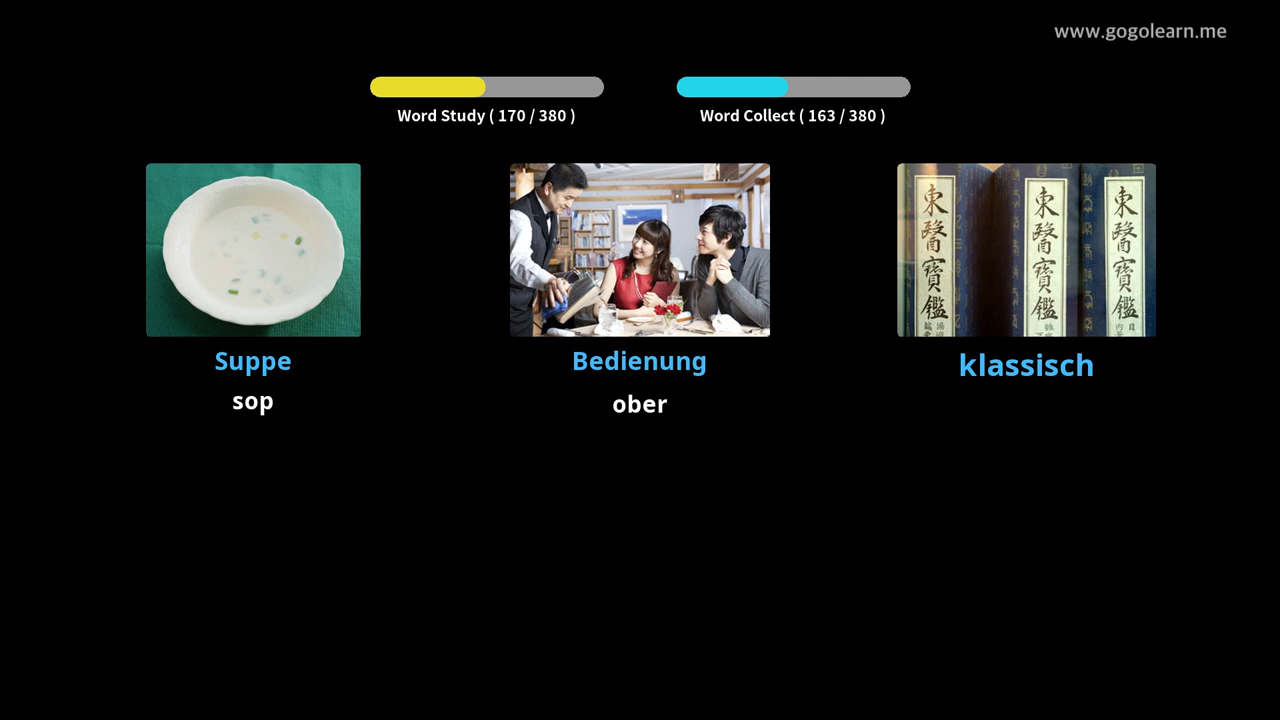 www.gogolearn.me
Word Study ( 170 / 380 )
Word Collect ( 163 / 380 )
東醫寶鑑
東醫寶鑑
東醫寶鑑
Suppe
Bedienung
klassisch
sop
ober